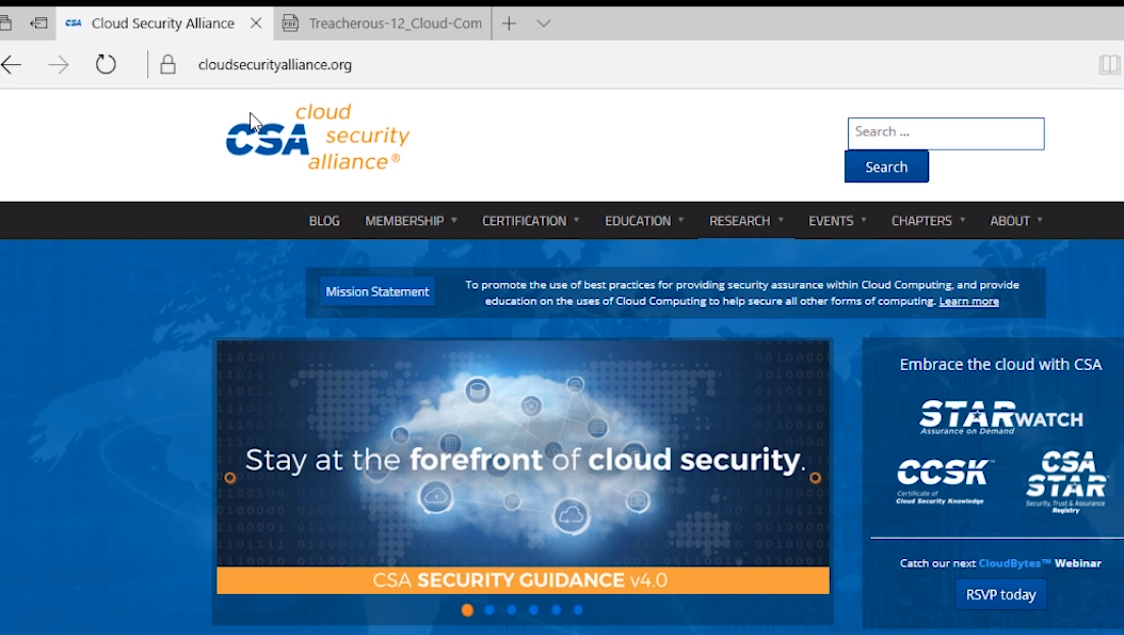 CSA Cloud Security Alliance
PDF Treacherous-12_Cloud-Com
cloudsecurityalliance.org
CSA cloud
security
alliance®
Search ...
Search
BLOG MEMBERSHIP CERTIFICATION EDUCATION RESEARCH EVENTS CHAPTERS ABOUT
Mission Statement
To promote the use of best practices for providing security assurance within Cloud Computing, and provide
education on the uses of Cloud Computing to help secure all other forms of computing. Learn more
Stay at the forefront of cloud security.
CSA SECURITY GUIDANCE v4.0
Embrace the cloud with CSA
STARWATCH
Assurance on Demand
CCSK™
Certificate of
Cloud Security Knowledge
CSA
STAR
Security, Trust & Assurance
Registry
Catch our next CloudBytes™ Webinar
RSVP today